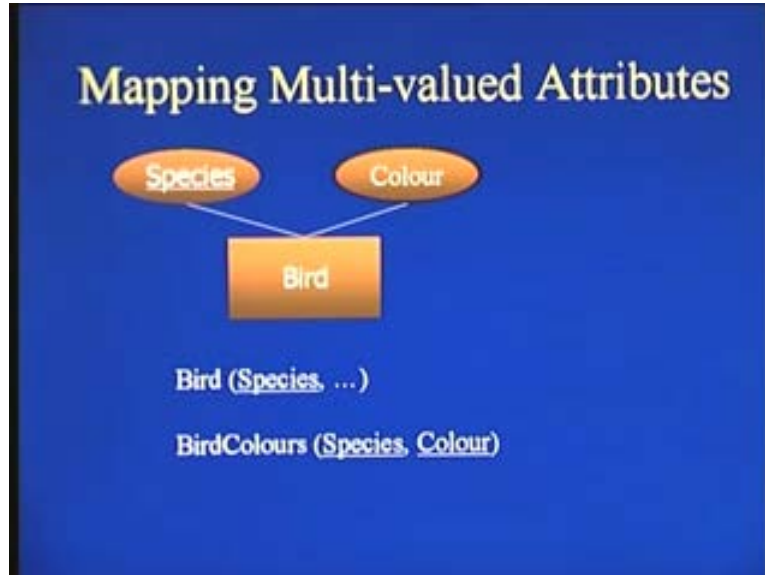 Mapping Multi-valued Attributes
Species Colour
Bird
Bird (Species, …)
BirdColours (Species, Colour)